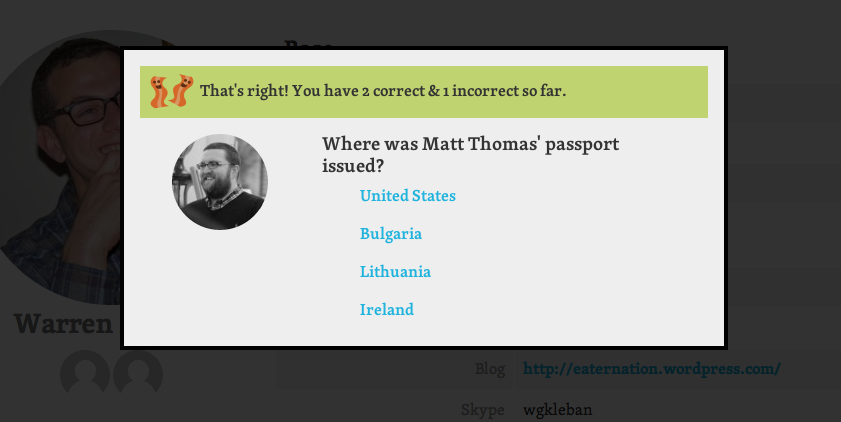 That's right! You have 2 correct & 1 incorrect so far.
Where was Matt Thomas' passport
issued?
United States
Bulgaria
Lithuania
Ireland
Warren
Blog http://eaternation.wordpress.com/
Skype wgkleban